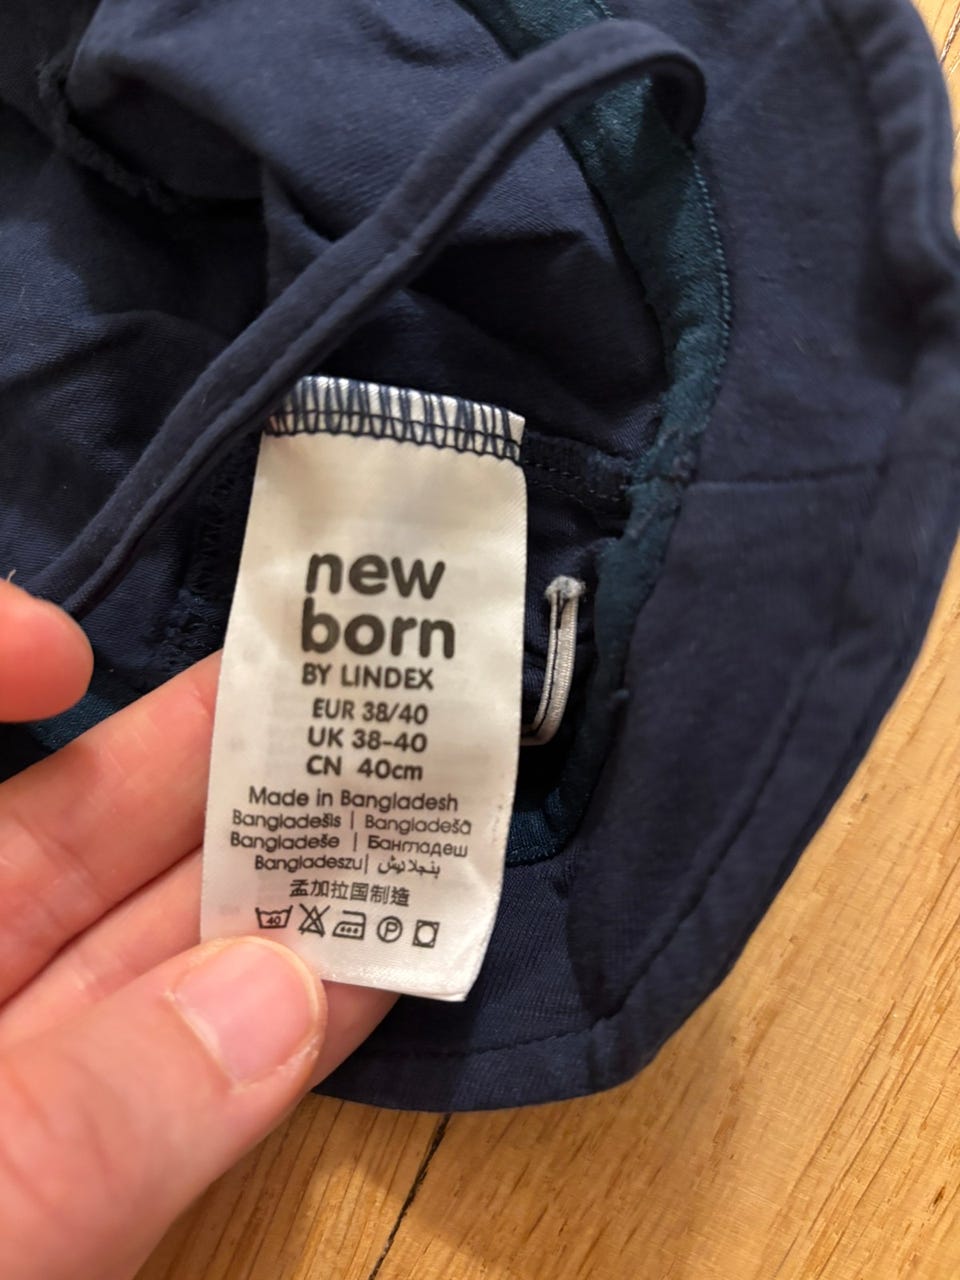 new
born
BY LINDEX
EUR 38/40
UK 38-40
CN 40cm
Made in Bangladesh
Bangladešis | Bangladešā
Bangladeše | Бангладеш
Bangladeszu| بنجلاديش
孟加拉国制造
40 P